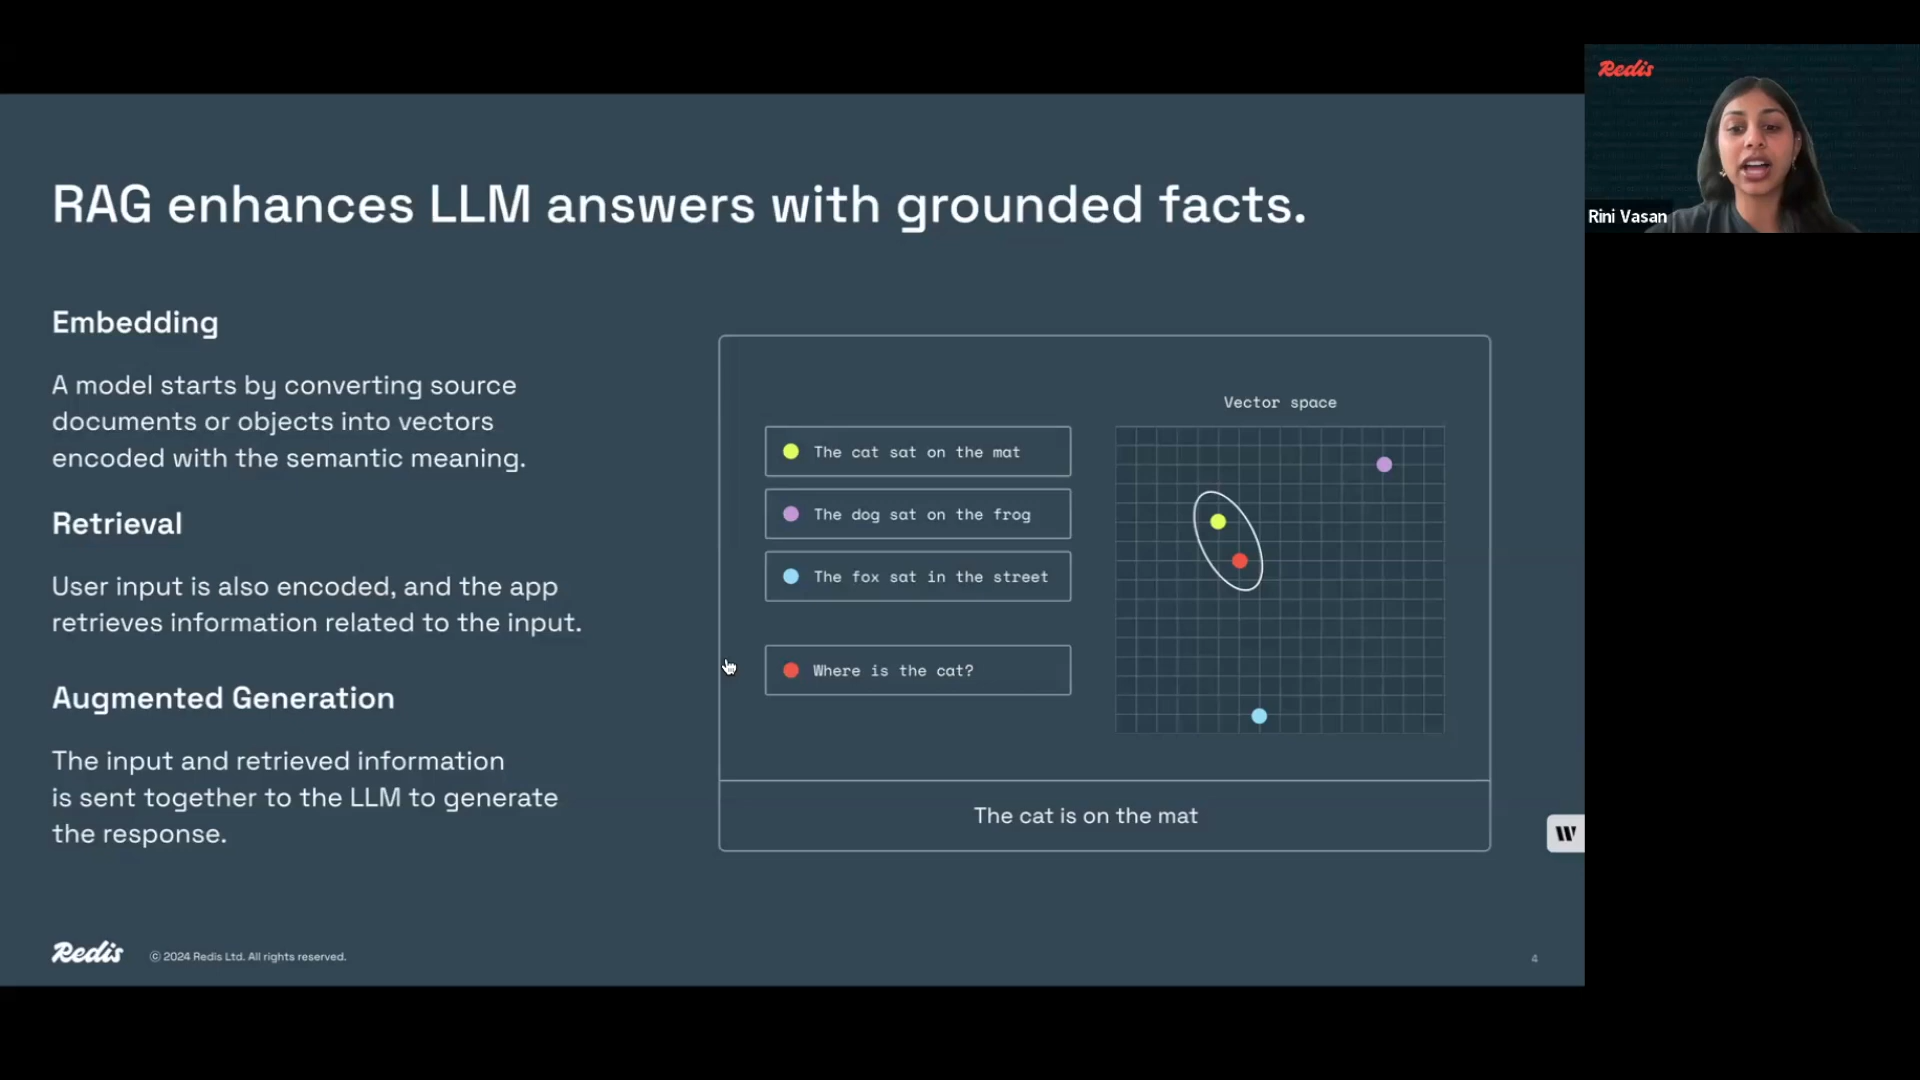 RAG enhances LLM answers with grounded facts.
Embedding
A model starts by converting source
documents or objects into vectors
encoded with the semantic meaning.
Retrieval
User input is also encoded, and the app
retrieves information related to the input.
Augmented Generation
The input and retrieved information
is sent together to the LLM to generate
the response.
Vector space
The cat sat on the mat
The dog sat on the frog
The fox sat in the street
Where is the cat?
The cat is on the mat
W
Redis
© 2024 Redis Ltd. All rights reserved.
4
Redis
Rini Vasan